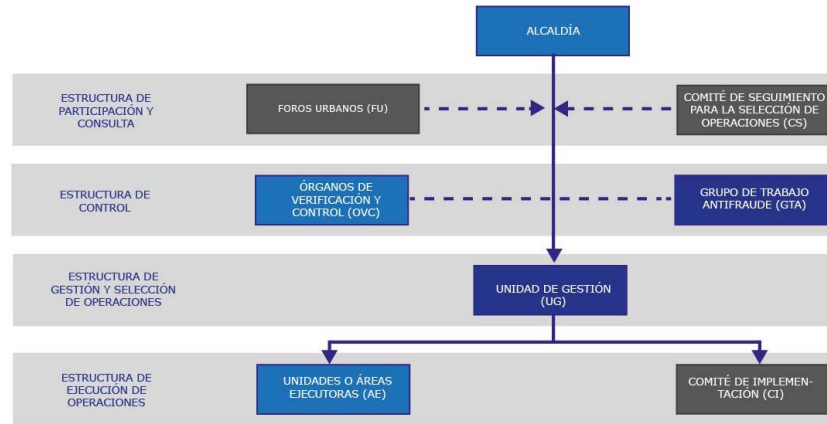 ALCALDÍA
ESTRUCTURA DE
PARTICIPACIÓN Y
CONSULTA
FOROS URBANOS (FU)
COMITÉ DE SEGUIMIENTO
PARA LA SELECCIÓN DE
OPERACIONES (CS)
ESTRUCTURA DE
CONTROL
ÓRGANOS DE
VERIFICACIÓN Y
CONTROL (OVC)
GRUPO DE TRABAJO
ANTIFRAUDE (GTA)
ESTRUCTURA DE
GESTIÓN Y SELECCIÓN
DE OPERACIONES
UNIDAD DE GESTIÓN
(UG)
ESTRUCTURA DE
EJECUCIÓN DE
OPERACIONES
UNIDADES O ÁREAS
EJECUTORAS (AE)
COMITÉ DE IMPLEMEN-
TACIÓN (CI)